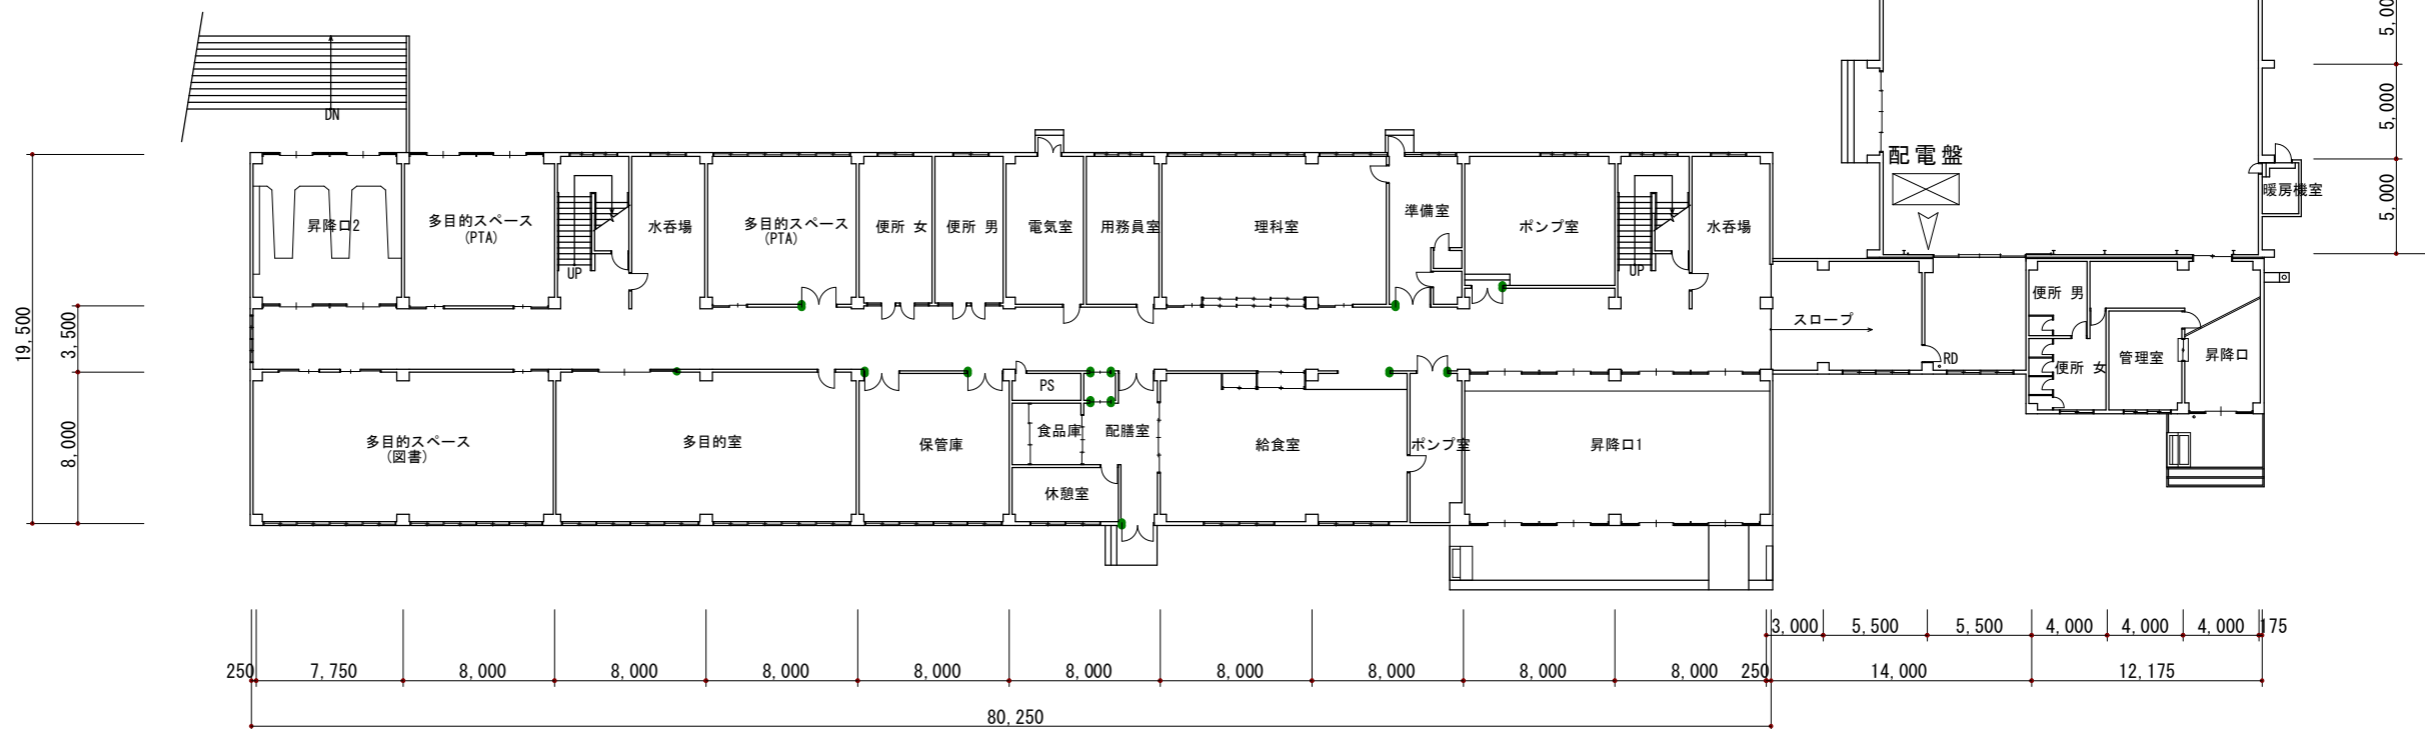 5,00
DN
5,000
配電盤
暖房機室
5,000
昇降口2
多目的スペース
(PTA)
水呑場
多目的スペース
(PTA)
便所 女
便所 男
電気室
用務員室
理科室
準備室
ポンプ室
水呑場
UP
UP
便所 男
スロープ
19,500
3,500
RD
管理室
昇降口
便所 女
PS
8,000
多目的スペース
(図書)
多目的室
保管庫
食品庫
配膳室
給食室
ポンプ室
昇降口1
休憩室
3,000
5,500
5,500
4,000
4,000
4,000
175
250
7,750
8,000
8,000
8,000
8,000
8,000
8,000
8,000
8,000
8,000
250
14,000
12,175
80,250